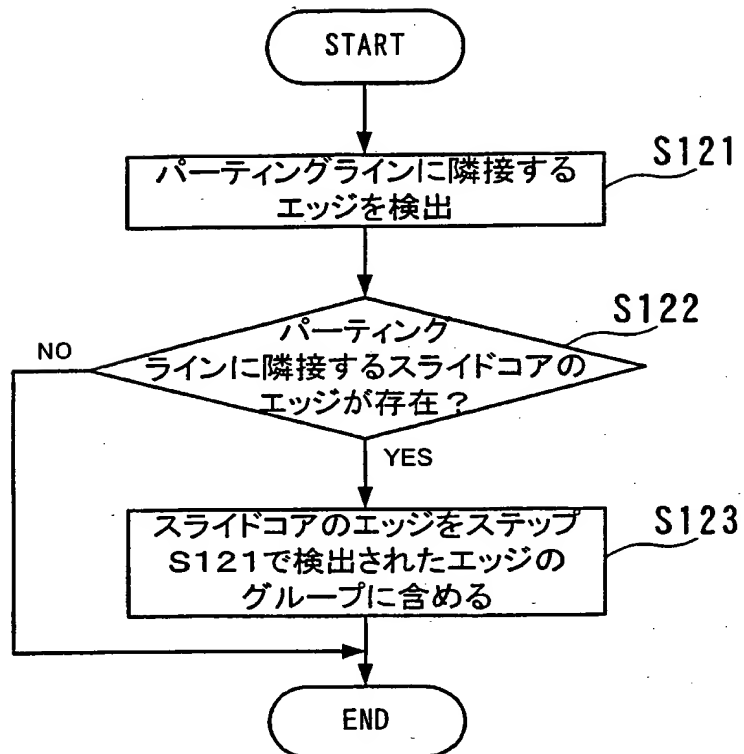 START
パーティングラインに隣接する
エッジを検出
S121
パーティング
ラインに隣接するスライドコアの
エッジが存在？
S122
NO
YES
スライドコアのエッジをステップ
S121で検出されたエッジの
グループに含める
S123
END